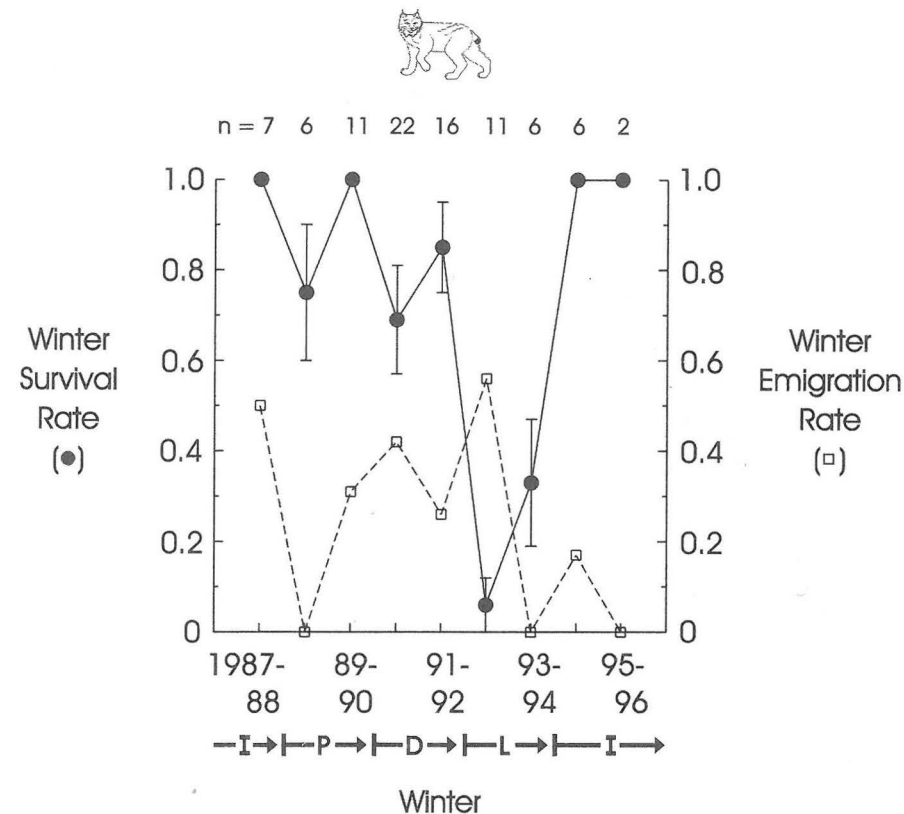 n = 7 6 11 22 16 11 6 6 2
1.0 1.0
0.8 0.8
0.6 0.6
0.4 0.4
0.2 0.2
0 0
Winter
Survival
Rate
(●)
Winter
Emigration
Rate
(□)
1987- 89- 91- 93- 95-
88 90 92 94 96
I P D L I
Winter